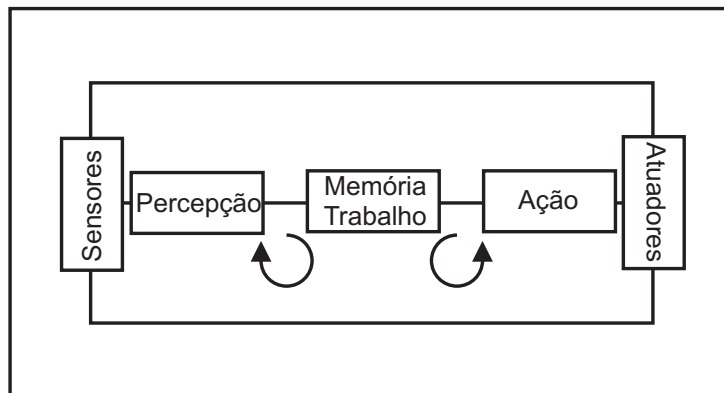 Sensores
Percepção
Memória
Trabalho
Ação
Atuadores